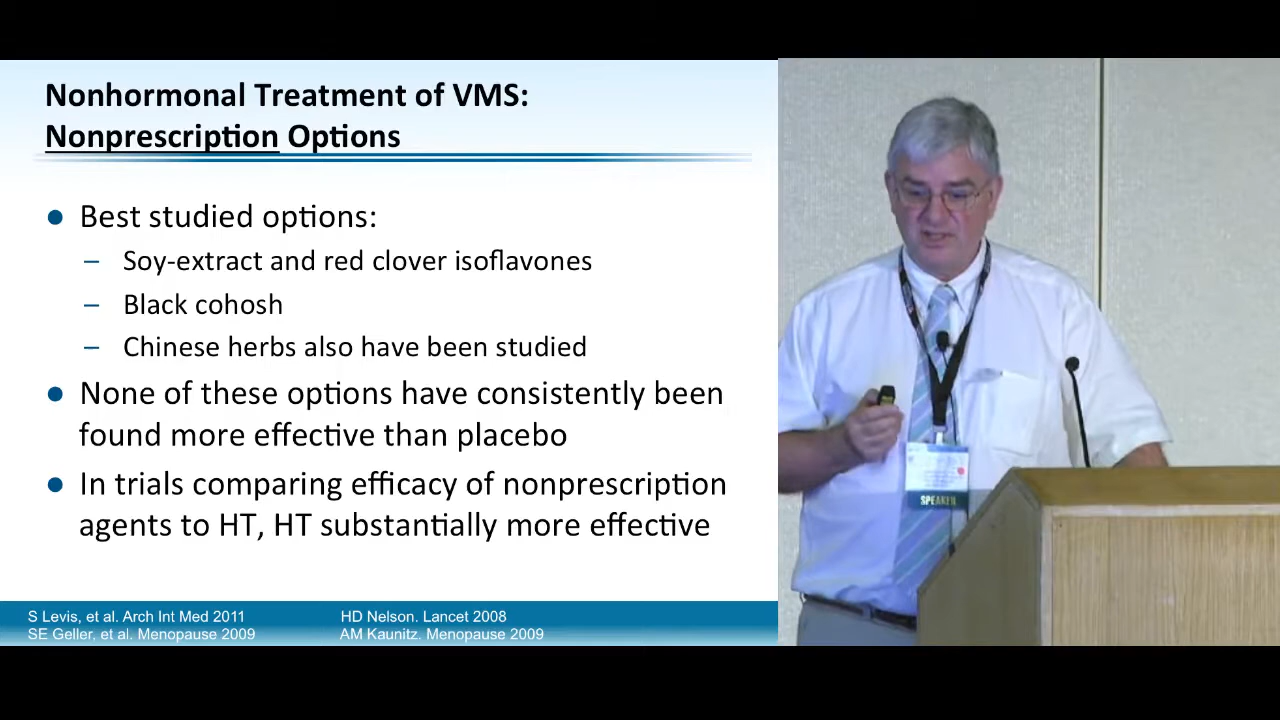 Nonhormonal Treatment of VMS:
Nonprescription Options
● Best studied options:
– Soy-extract and red clover isoflavones
– Black cohosh
– Chinese herbs also have been studied
● None of these options have consistently been
found more effective than placebo
● In trials comparing efficacy of nonprescription
agents to HT, HT substantially more effective
S Levis, et al. Arch Int Med 2011
SE Geller, et al. Menopause 2009
HD Nelson. Lancet 2008
AM Kaunitz. Menopause 2009
SPEAKER